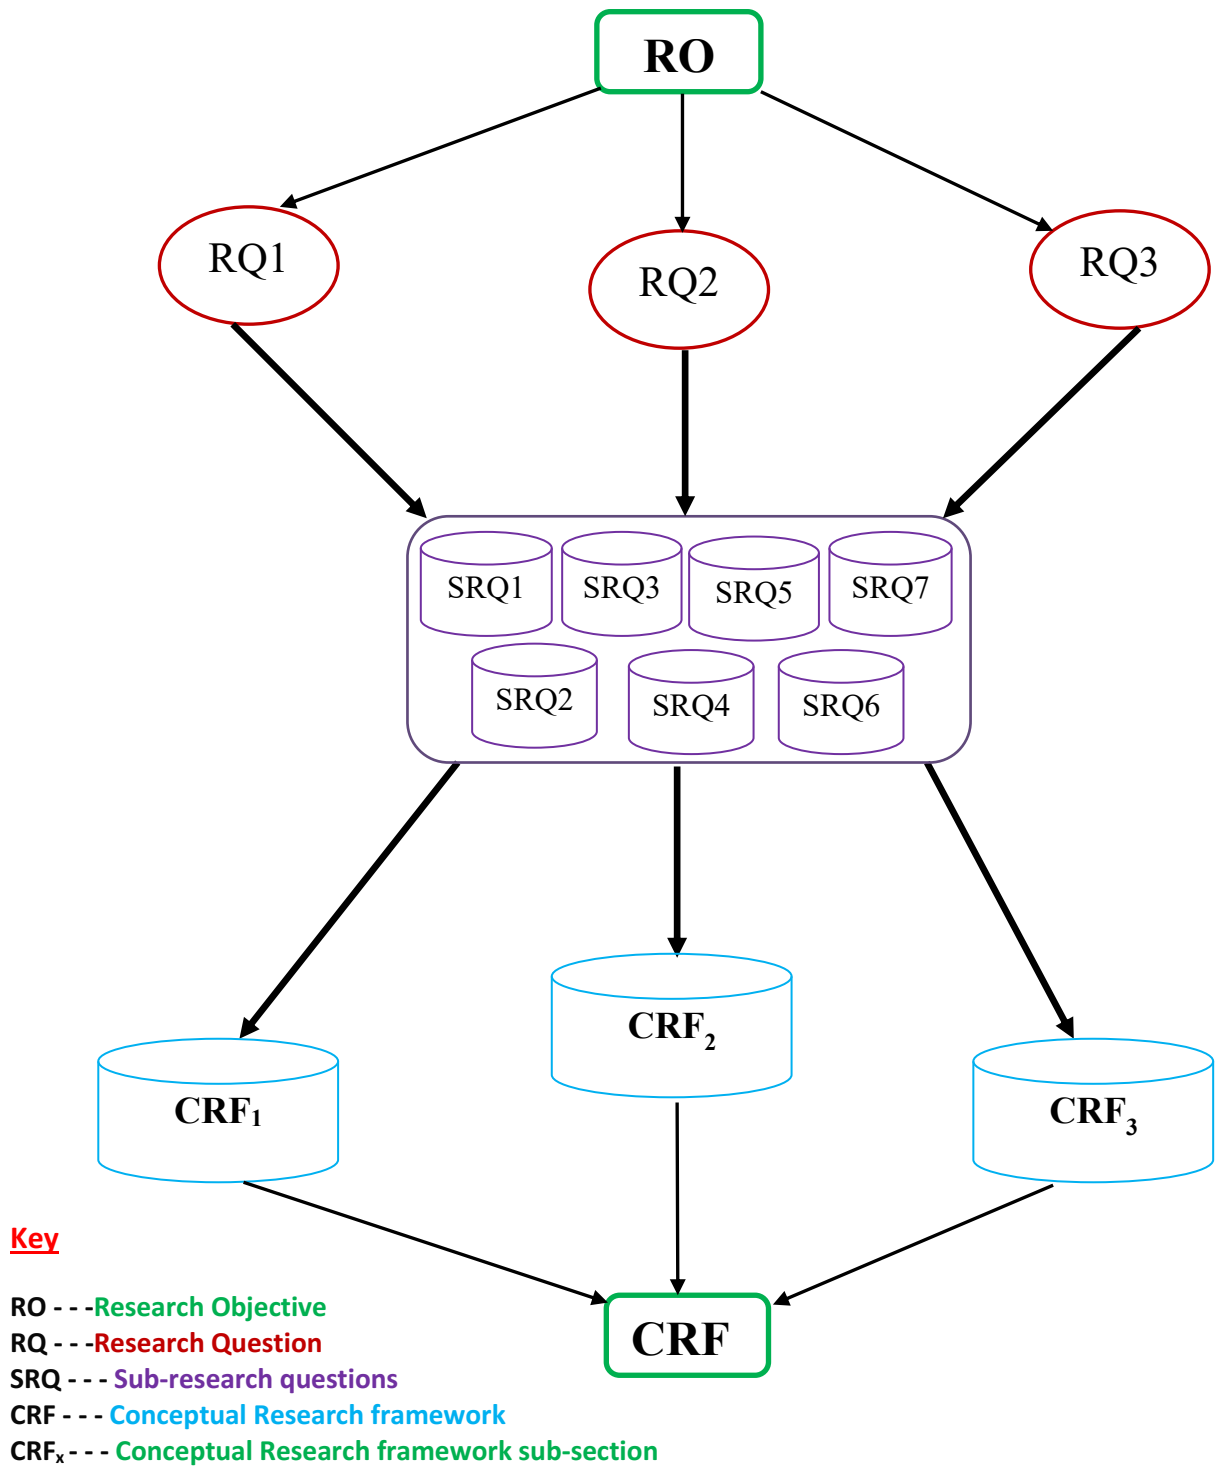 RO
RQ1
RQ2
RQ3
SRQ1
SRQ3
SRQ5
SRQ7
SRQ2
SRQ4
SRQ6
CRF₁
CRF₂
CRF₃
CRF
Key
RO - - -Research Objective
RQ - - -Research Question
SRQ - - - Sub-research questions
CRF - - - Conceptual Research framework
CRFₓ - - - Conceptual Research framework sub-section